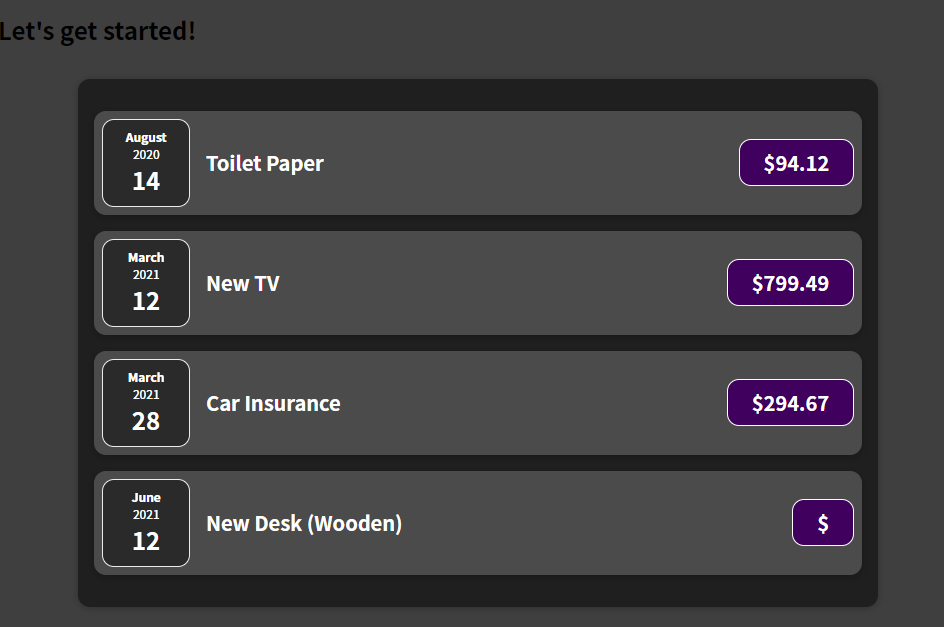 Let's get started!
August
2020
14
Toilet Paper
$94.12
March
2021
12
New TV
$799.49
March
2021
28
Car Insurance
$294.67
June
2021
12
New Desk (Wooden)
$